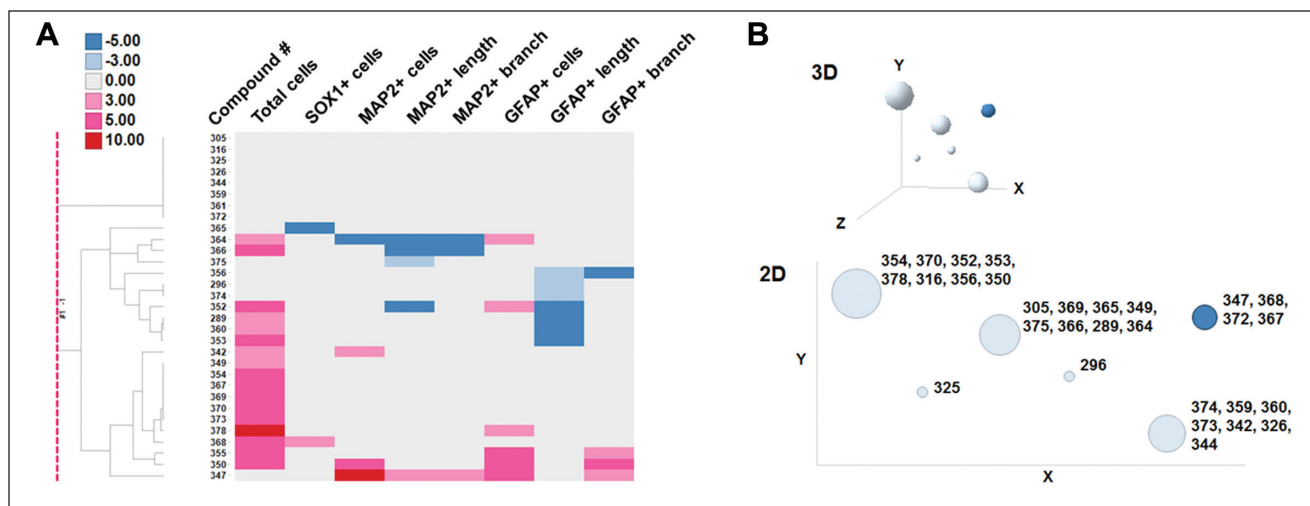 A
-5.00
-3.00
0.00
3.00
5.00
10.00
Compound #
Total cells
SOX1+ cells
MAP2+ cells
MAP2+ length
MAP2+ branch
GFAP+ cells
GFAP+ length
GFAP+ branch
#1 -1
305
316
325
326
344
359
361
372
365
364
366
375
356
296
374
352
289
360
353
342
349
354
367
369
370
373
378
368
355
350
347
B
3D
Y
X
Z
2D
354, 370, 352, 353,
378, 316, 356, 350
305, 369, 365, 349,
375, 366, 289, 364
347, 368,
372, 367
Y
325
296
374, 359, 360,
373, 342, 326,
344
X